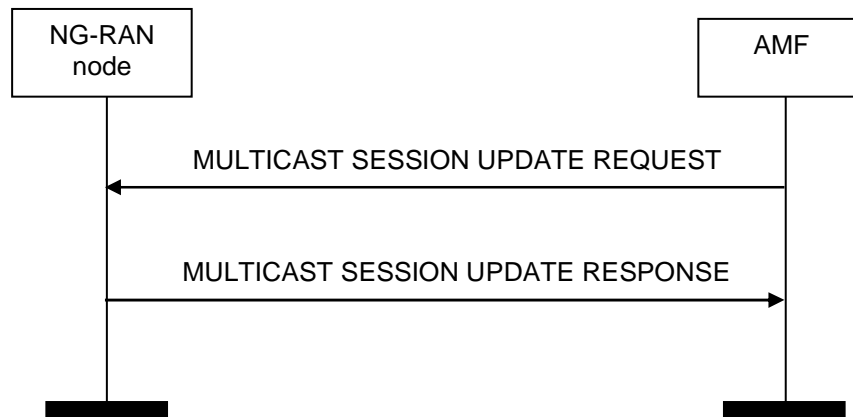 NG-RAN
node
AMF
MULTICAST SESSION UPDATE REQUEST
MULTICAST SESSION UPDATE RESPONSE